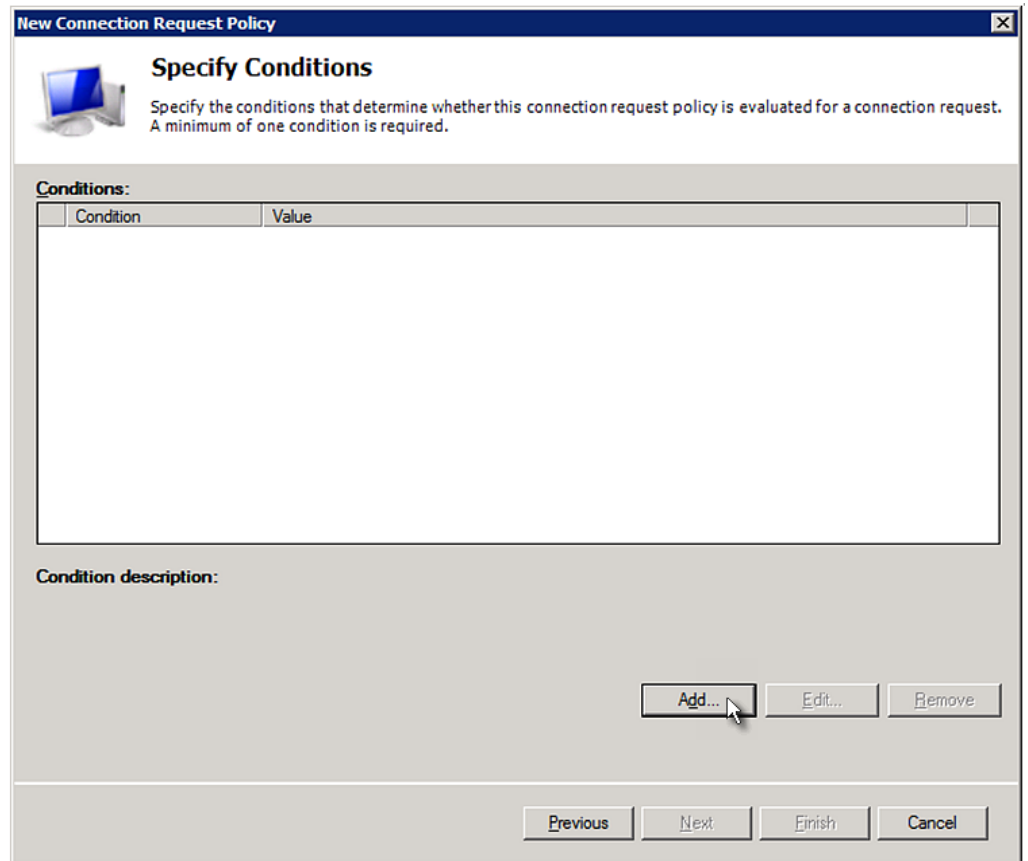 New Connection Request Policy
Specify Conditions
Specify the conditions that determine whether this connection request policy is evaluated for a connection request.
A minimum of one condition is required.
Conditions:
Condition Value
Condition description:
Add... Edit... Remove
Previous Next Finish Cancel